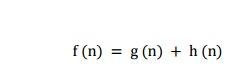 f (n) = g (n) + h (n)